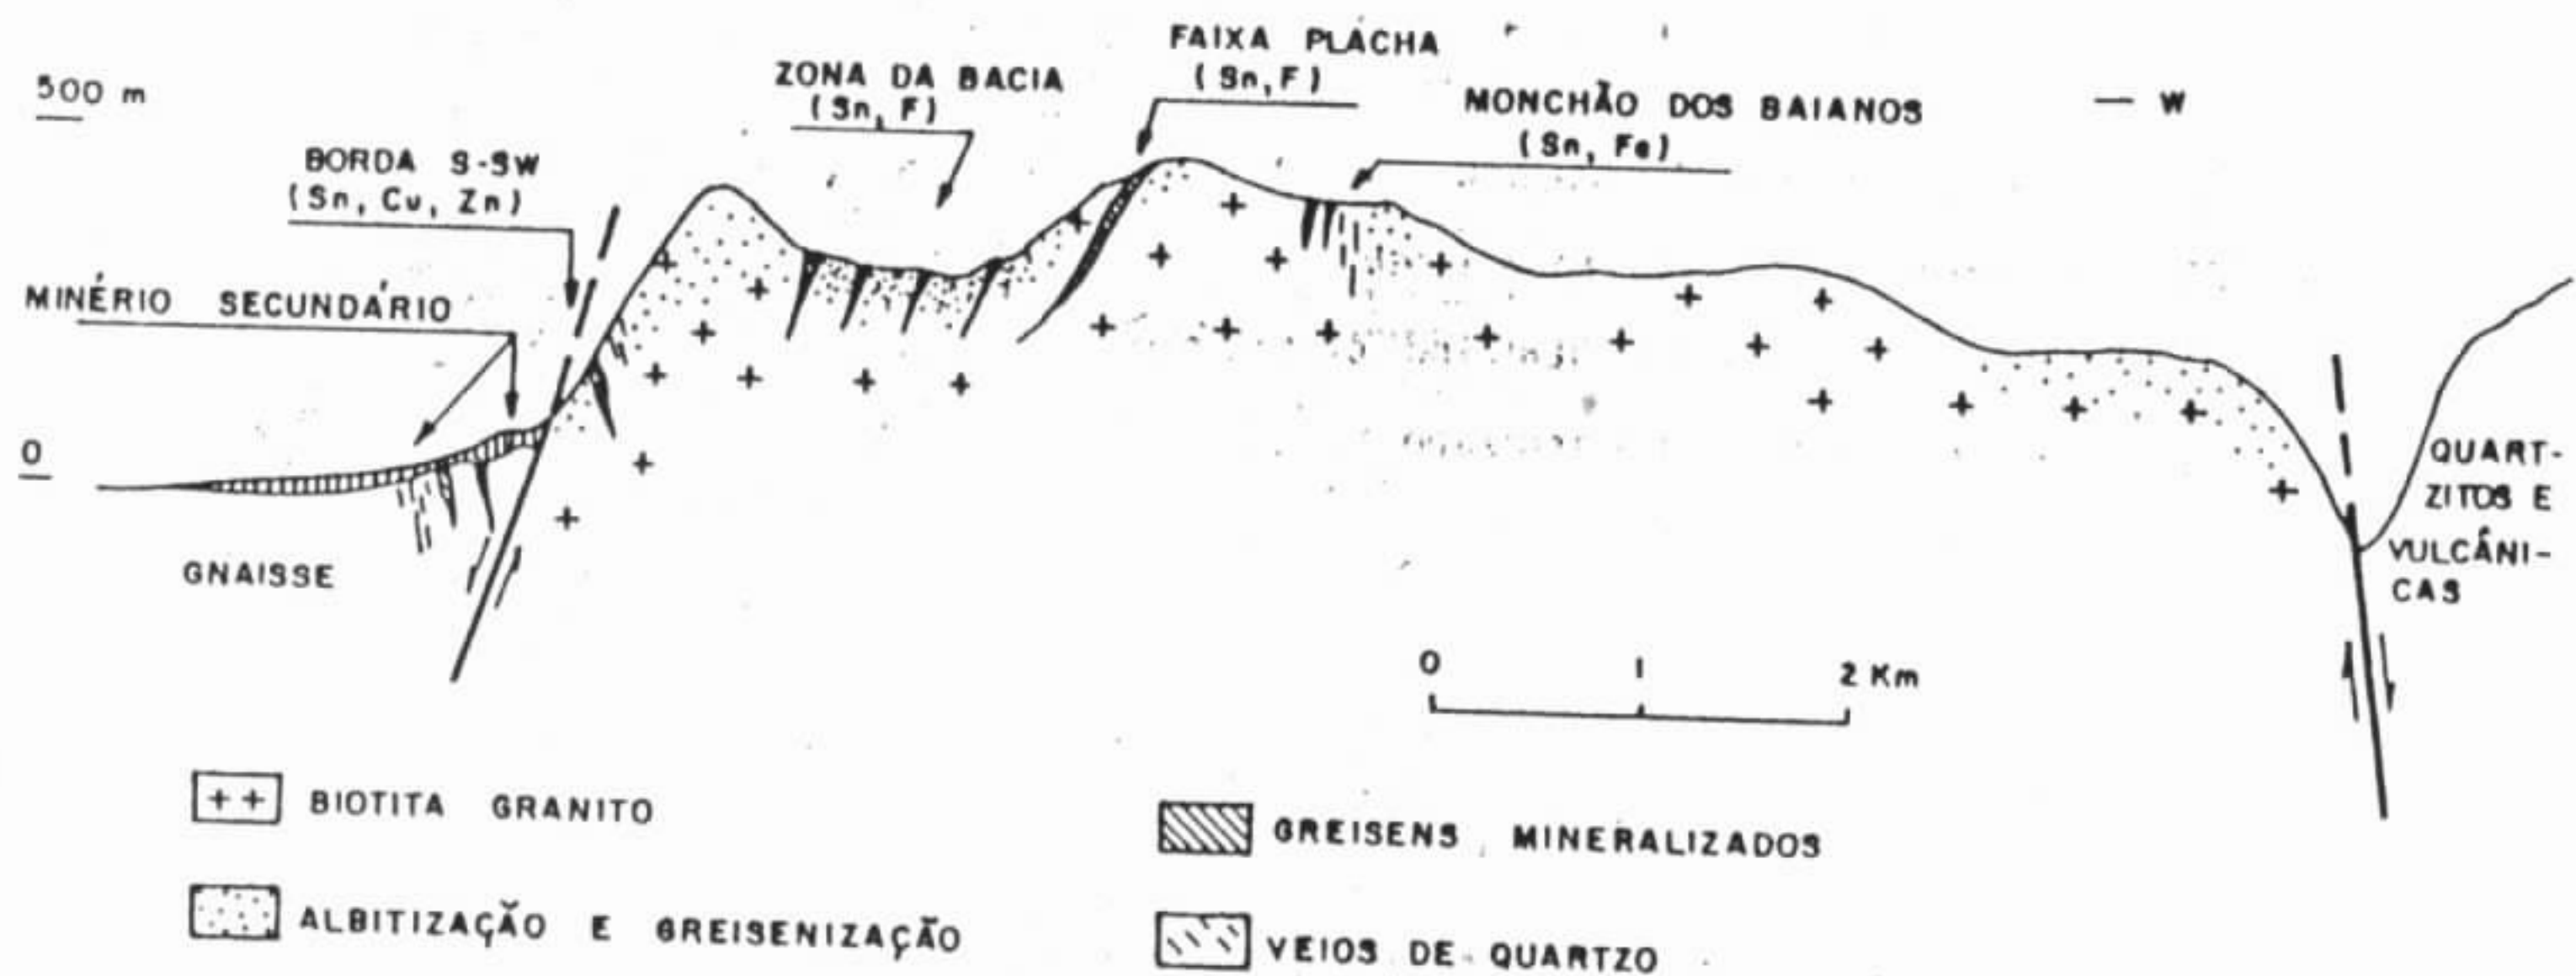 500 m
FAIXA PLÁCHA
(Sn, F)
ZONA DA BACIA
(Sn, F)
MONCHÃO DOS BAIANOS
(Sn, Fe)
— W
BORDA S-SW
(Sn, Cu, Zn)
MINÉRIO SECUNDÁRIO
0
GNAISSE
QUART-
ZITOS E
VULCÂNI-
CAS
0 1 2 Km
++ BIOTITA GRANITO
GREISENS MINERALIZADOS
ALBITIZAÇÃO E GREISENIZAÇÃO
VEIOS DE QUARTZO